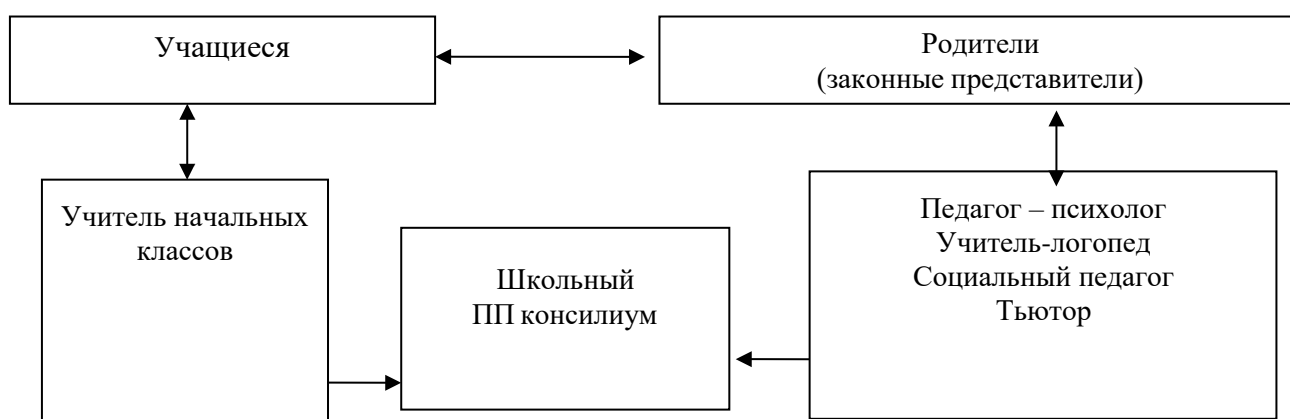 Учащиеся
Родители
(законные представители)
Учитель начальных
классов
Школьный
ПП консилиум
Педагог – психолог
Учитель-логопед
Социальный педагог
Тьютор